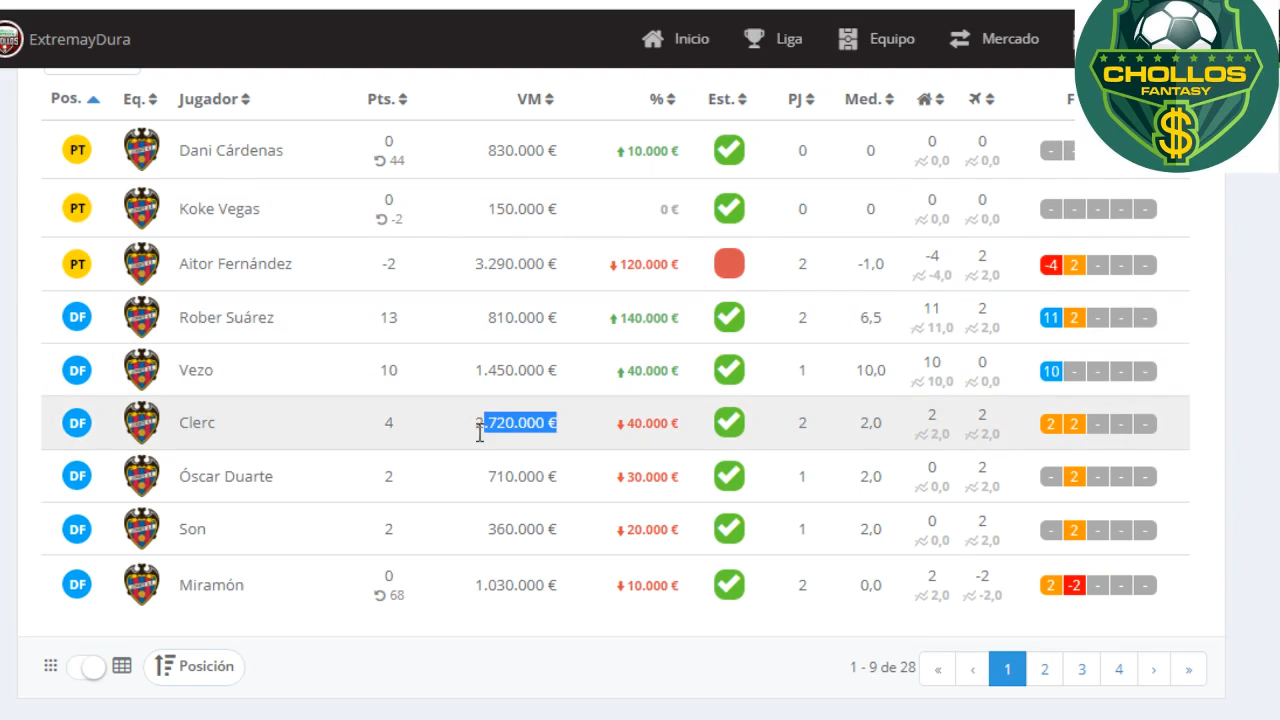 ExtremayDura Inicio Liga Equipo Mercado
CHOLLOS
FANTASY
$
Pos. Eq. Jugador Pts. VM % Est. PJ Med. F
PT Dani Cárdenas 0 44 830.000 € 10.000 € 0 0 0 0,0 0 0,0 - -
PT Koke Vegas 0 -2 150.000 € 0 € 0 0 0 0,0 0 0,0 - - - - -
PT Aitor Fernández -2 3.290.000 € 120.000 € 2 -1,0 -4 -4,0 2 2,0 -4 2 - - -
DF Rober Suárez 13 810.000 € 140.000 € 2 6,5 11 11,0 2 2,0 11 2 - - -
DF Vezo 10 1.450.000 € 40.000 € 1 10,0 10 10,0 0 0,0 10 - - - -
DF Clerc 4 .720.000 € 40.000 € 2 2,0 2 2,0 2 2,0 2 2 - - -
DF Óscar Duarte 2 710.000 € 30.000 € 1 2,0 0 0,0 2 2,0 - 2 - - -
DF Son 2 360.000 € 20.000 € 1 2,0 0 0,0 2 2,0 - 2 - - -
DF Miramón 0 68 1.030.000 € 10.000 € 2 0,0 2 2,0 -2 -2,0 2 -2 - - -
Posición 1 - 9 de 28 « ‹ 1 2 3 4 › »